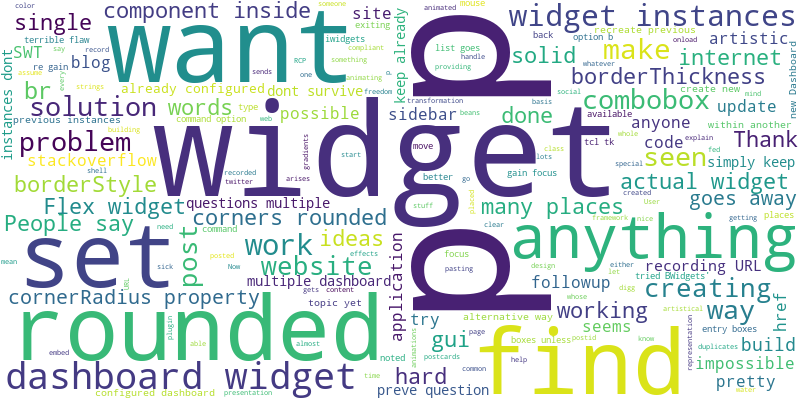 color
animated
mouse
someone
component inside
site
exiting
want
p
widget instances
single
back
option b
recreate previous
onload
artistic
terrible flaw
say
record
iwidgets
compliant
keep already
list goes
handle
solid
make
internet
SWT
re gain
blog
RCP
something
providing
new Dashboard
every
sends
one
animating
borderThickness
instances dont
assume
strings
already configured
dont survive
freedom
transformation
create new
mind
br
words
type
possible
basis
social
whatever
combobox
update
solution
previous instances
command option
web
sidebar
beans
done
available
within another
building
widget
tcl tk
whole
explain
problem
shell
recorded
gradients
move
class
anyone
code
Thank
stackoverflow
twitter
start
better
go
lots
special
fed
seen
simply keep
borderStyle
arises
gain focus
created
User
actual widget
People say
Flex widget
questions multiple
stuff
placed
many places
framework
nice
getting
places
goes away
need
corners rounded
command
clear
post
work
ideas
application
focus
pasting
anything
set
posted
effects
design
either
let
tried BWidgets
digg
recording URL
mean
sick
Now
website
followup
whose
creating
cornerRadius property
URL
gets
content
multiple dashboard
topic yet
working
href
plugin
able
almost
noted
try
alternative way
seems
way
entry boxes
rounded
embed
gui
page
boxes unless
postid
know
duplicates
build
dashboard widget
time
hard
animations
postcards
help
find
representation
artistical
impossible
configured dashboard
presentation
preve question
common
pretty
water